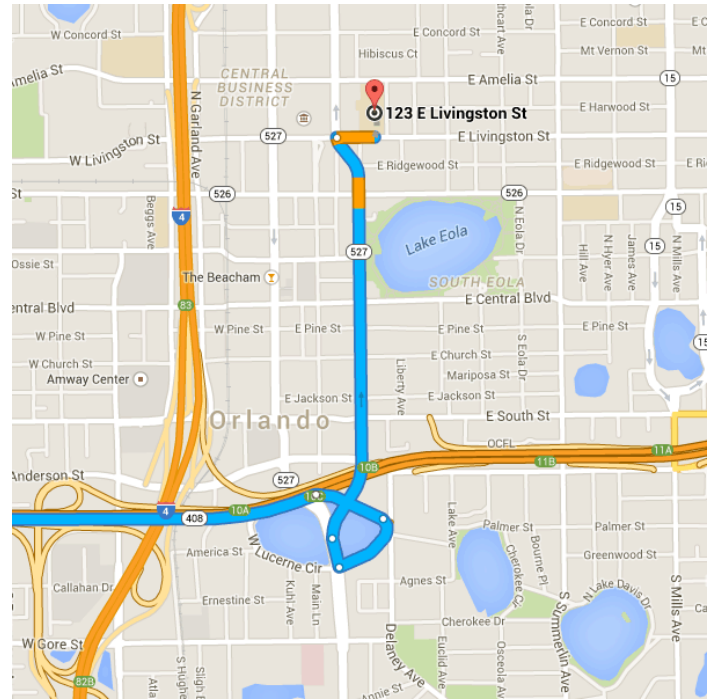 W Concord St
E Concord St
Hibiscus Ct
Mt Vernon St
E Concord
Amelia St
CENTRAL
BUSINESS
DISTRICT
E Amelia St
15
N Garland Ave
123 E Livingston St
E Harwood St
W Livingston St
527
E Livingston St
E Ridgewood St
E Ridgewood St
526
526
4
Beggs Ave
15
15
Lake Eola
N Eola Dr
N Hyer Ave
James Ave
N Mills Ave
Hill Ave
527
Ossie St
The Beacham
SOUTH EOLA
E Central Blvd
entral Blvd
83
W Pine St
E Pine St
E Pine St
E Pine St
W Church St
E Church St
S Eola Dr
Mariposa St
Amway Center
Liberty Ave
E Jackson St
E Jackson St
Orlando
E South St
OCFL
11A
Anderson St
527
10B
11B
4
408
10A
Lake Ave
Palmer St
Palmer St
America St
W Lucerne Cir
Cherokee Cir
Bourne Pl
Greenwood St
Callahan Dr
Kuhl Ave
Main Ln
Agnes St
N Lake Davis Dr
Ernestine St
Cherokee Dr
W Gore St
S Summerlin Ave
S Mills Ave
Delaney Ave
Euclid Ave
Osceola Ave
82B
Annie St